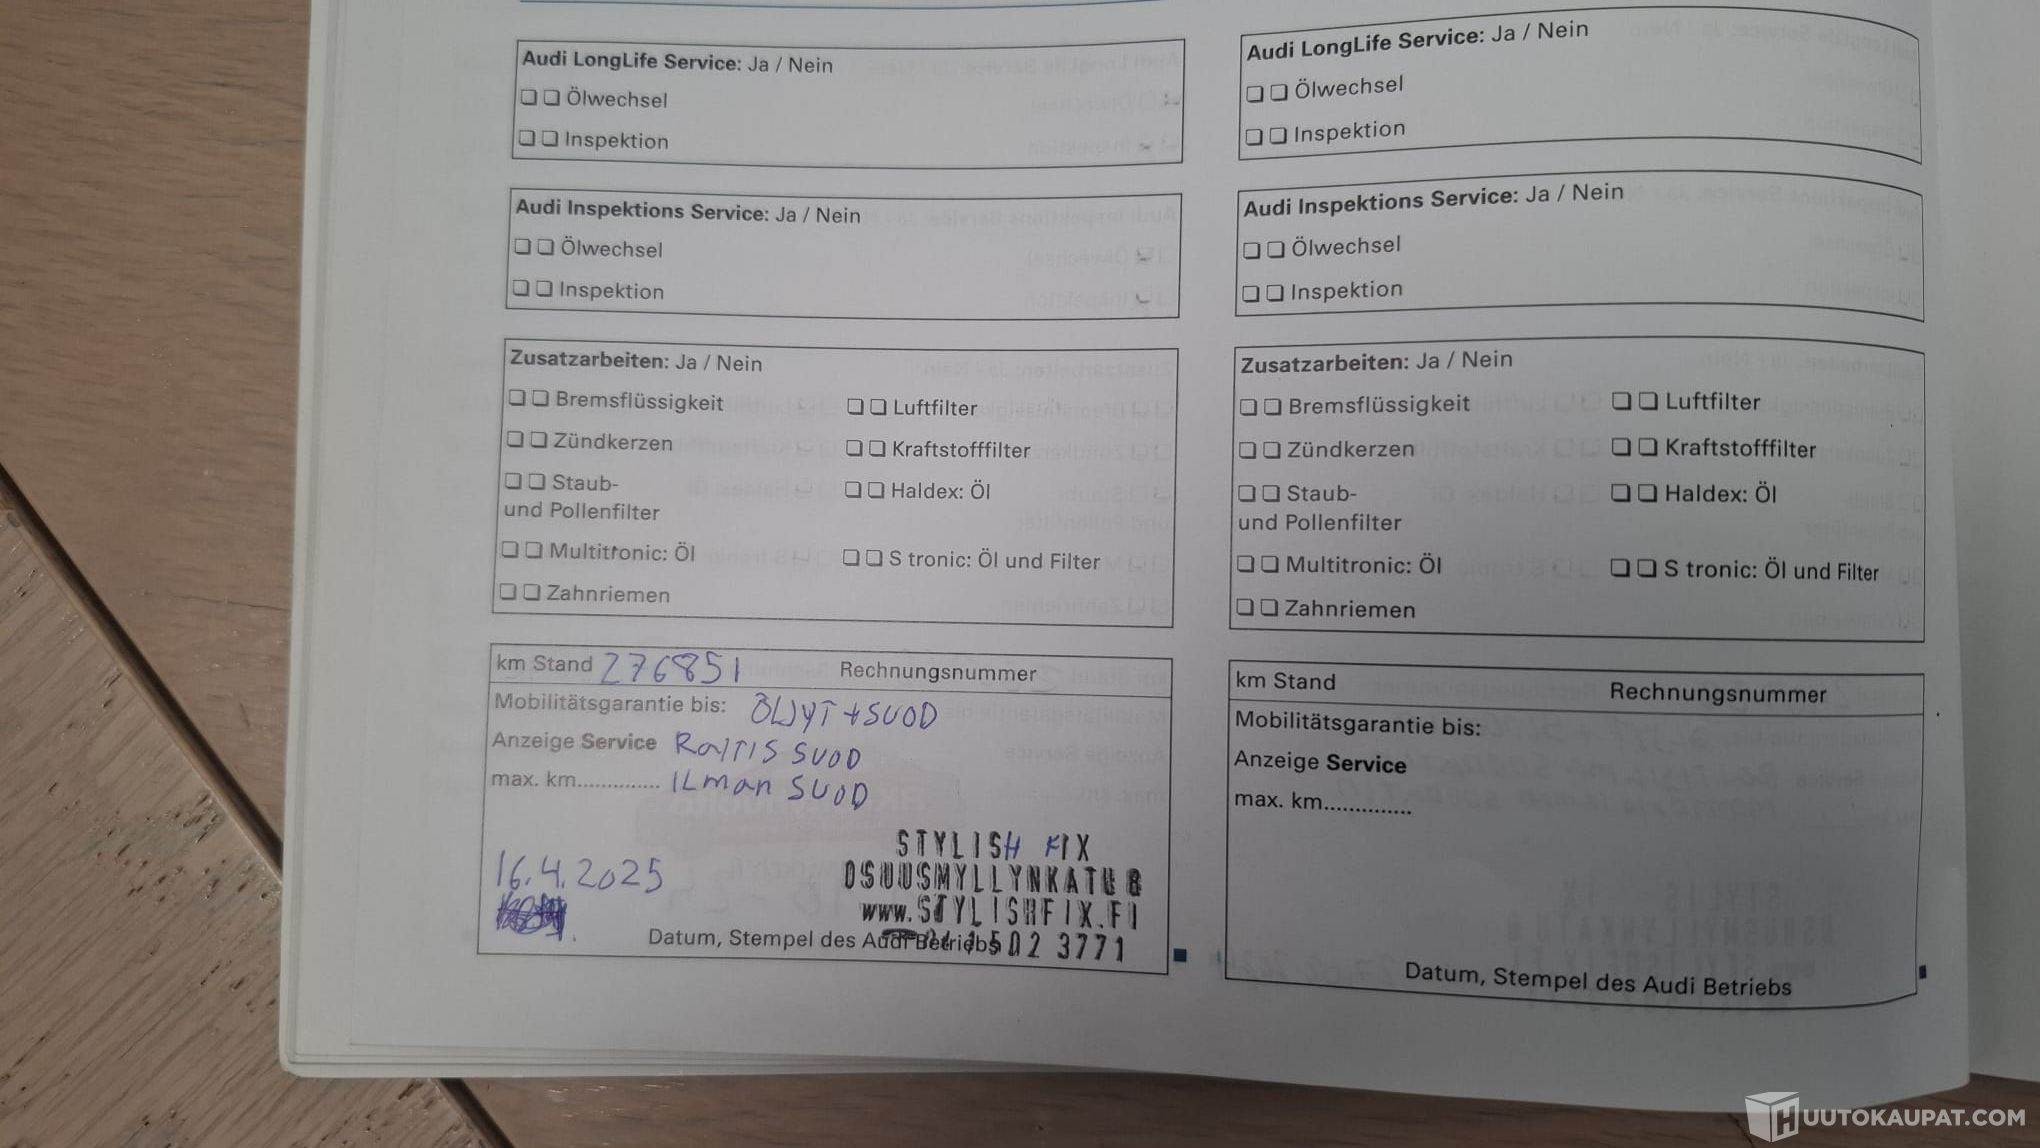 Audi LongLife Service: Ja / Nein
Ölwechsel
Inspektion
Audi Inspektions Service: Ja / Nein
Ölwechsel
Inspektion
Zusatzarbeiten: Ja / Nein
Bremsflüssigkeit Luftfilter
Zündkerzen Kraftstofffilter
Staub- Haldex: Öl
und Pollenfilter
Multitronic: Öl S tronic: Öl und Filter
Zahnriemen
km Stand 276851 Rechnungsnummer
Mobilitätsgarantie bis: ÖLJYT + SUOD
Anzeige Service RAITIS SUOD
max. km.............. ILman SUOD
STYLISH FIX
16.4.2025 OSUUSMYLLYNKATU 8
www.STYLISHFIX.FI
Datum, Stempel des Audi Betriebs 502 3771
Audi LongLife Service: Ja / Nein
Ölwechsel
Inspektion
Audi Inspektions Service: Ja / Nein
Ölwechsel
Inspektion
Zusatzarbeiten: Ja / Nein
Bremsflüssigkeit Luftfilter
Zündkerzen Kraftstofffilter
Staub- Haldex: Öl
und Pollenfilter
Multitronic: Öl S tronic: Öl und Filter
Zahnriemen
km Stand Rechnungsnummer
Mobilitätsgarantie bis:
Anzeige Service
max. km..............
Datum, Stempel des Audi Betriebs
HUUTOKAUPAT.COM